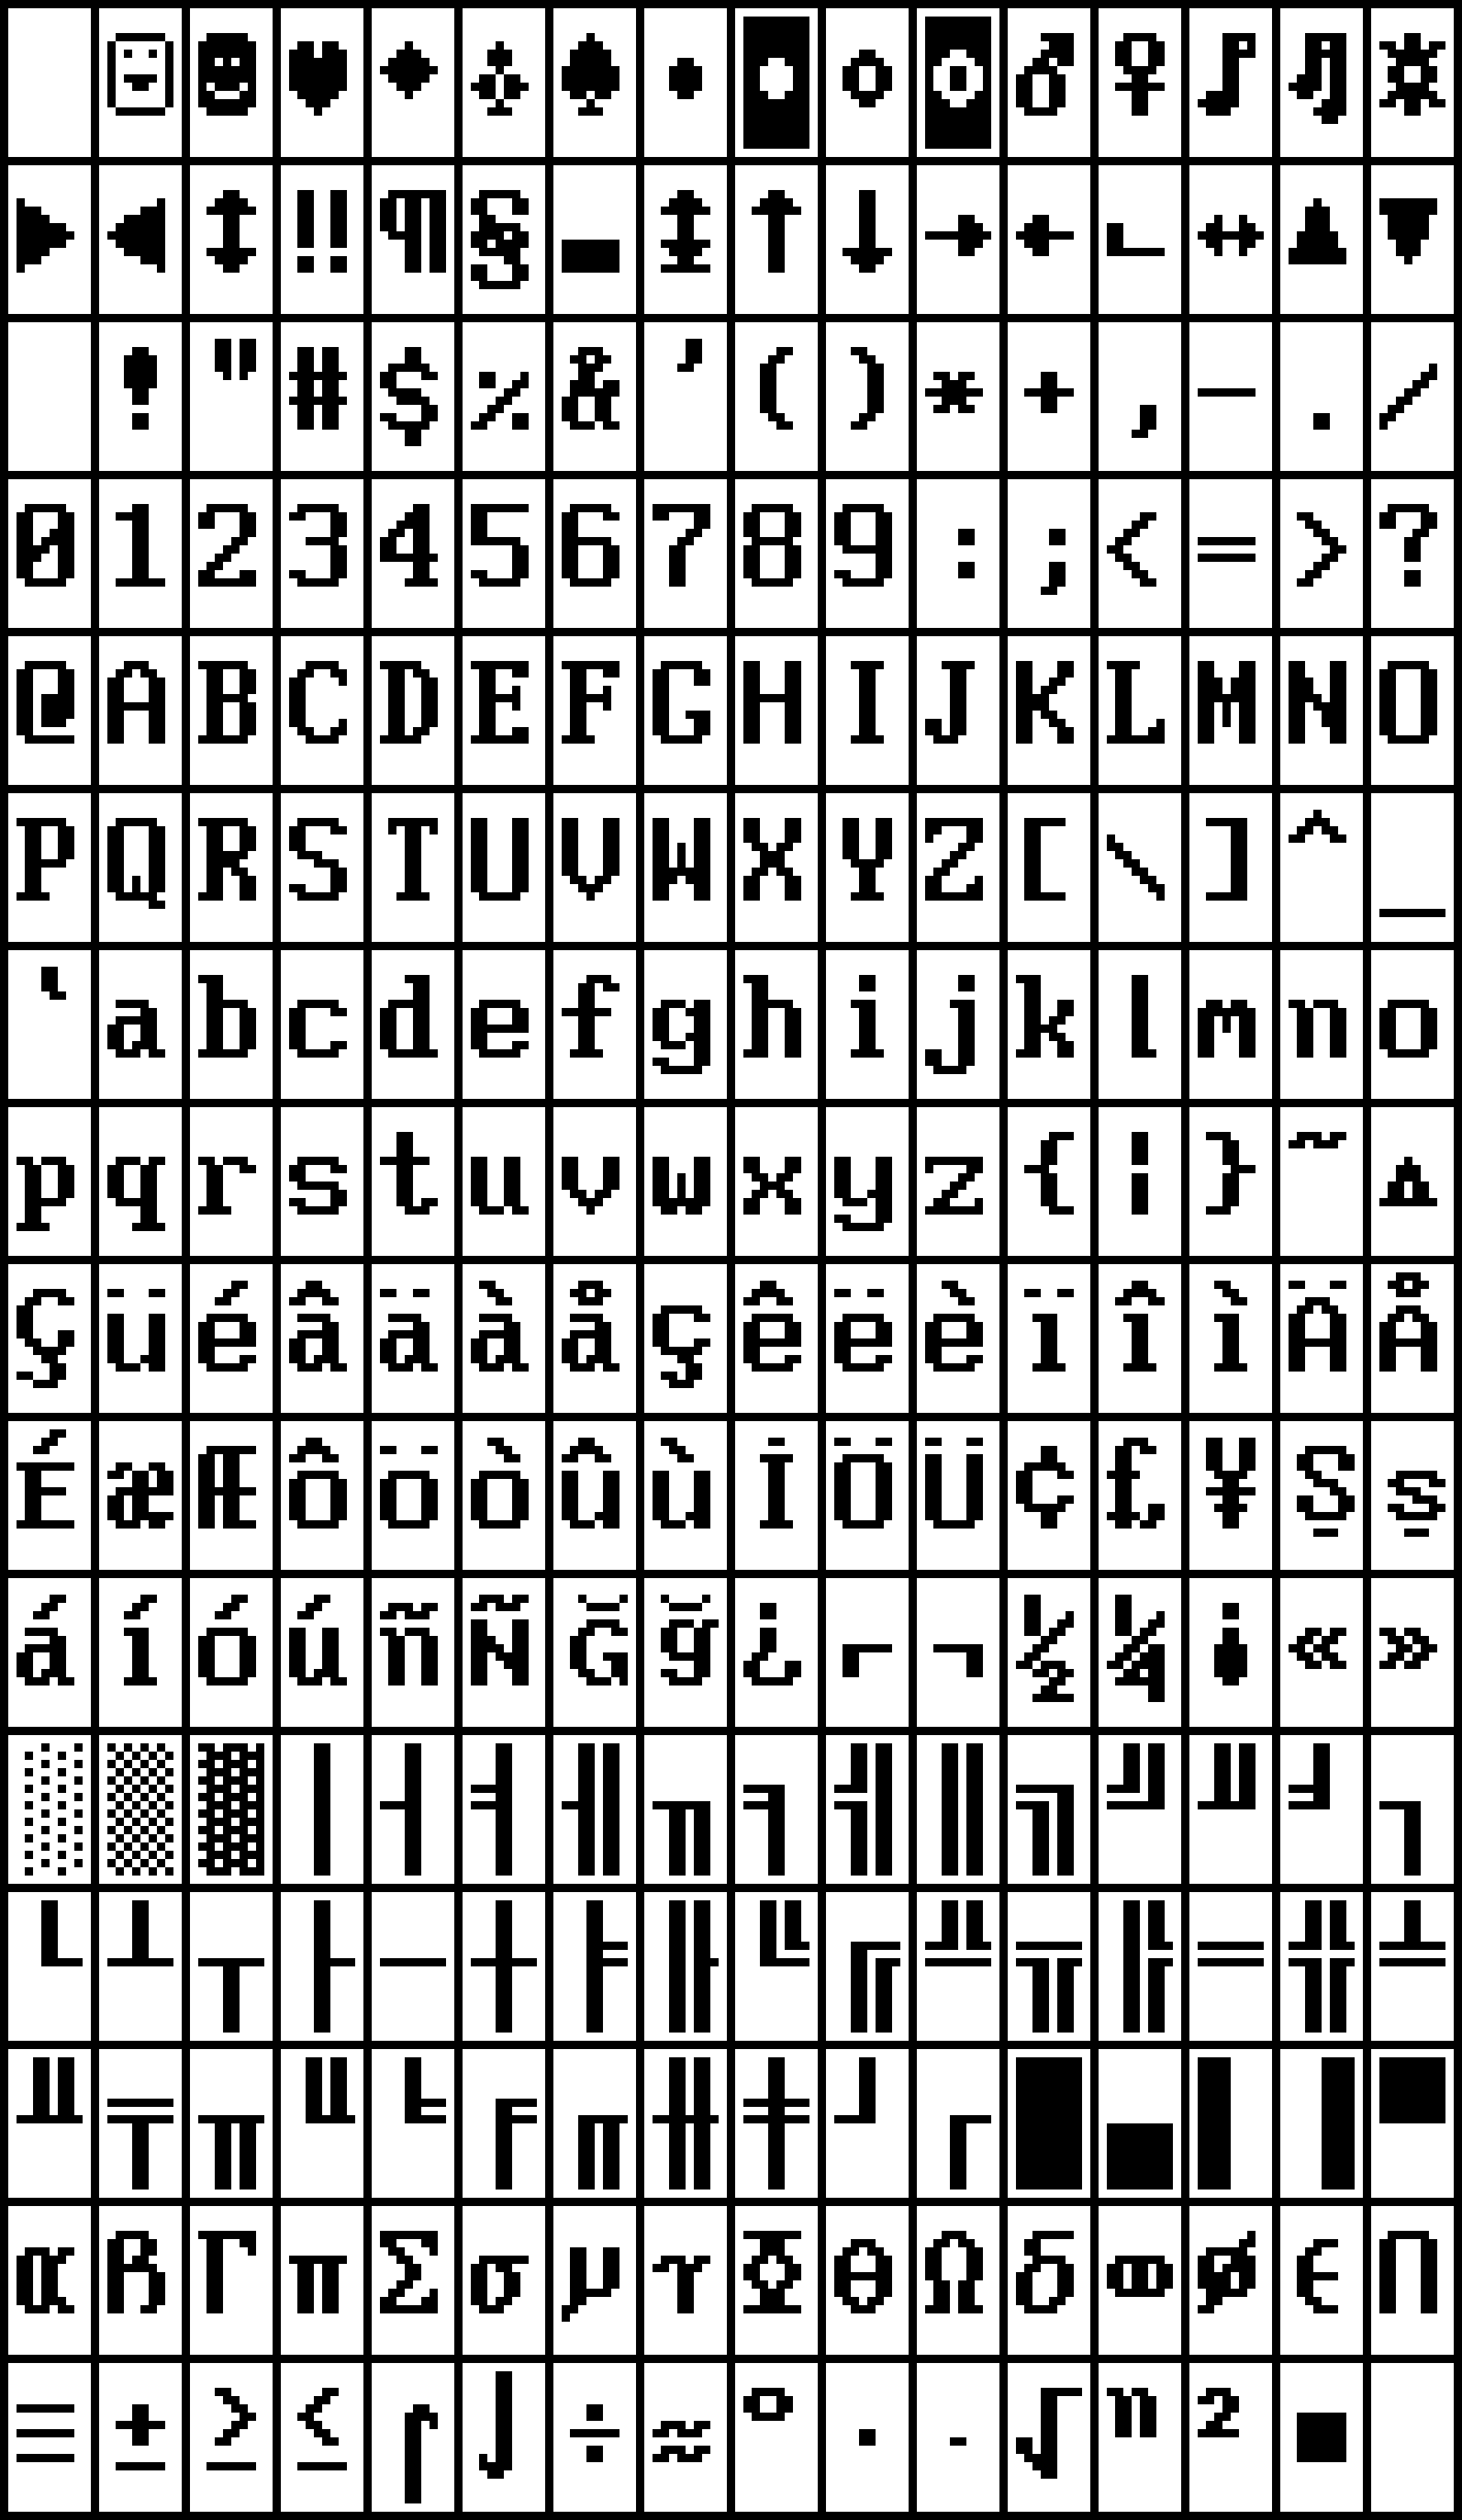 ☺ ☻ ♥ ♦ ♣ ♠ • ◘ ○ ◙ ♂ ♀ ♪ ♫ ☼
► ◄ ↕ ‼ ¶ § ▬ ↨ ↑ ↓ → ← ∟ ↔ ▲ ▼
! " # $ % & ' ( ) * + , - . /
0 1 2 3 4 5 6 7 8 9 : ; < = > ?
@ A B C D E F G H I J K L M N O
P Q R S T U V W X Y Z [ \ ] ^ _
` a b c d e f g h i j k l m n o
p q r s t u v w x y z { ¦ } ~ ⌂
Ç ü é â ä à å ç ê ë è ï î ì Ä Å
É æ Æ ô ö ò û ù İ Ö Ü ¢ £ ¥ Ş ş
á í ó ú ñ Ñ Ğ ğ ¿ ⌐ ¬ ½ ¼ ¡ « »
░ ▒ ▓ │ ┤ ╡ ╢ ╖ ╕ ╣ ║ ╗ ╝ ╜ ╛ ┐
└ ┴ ┬ ├ ─ ┼ ╞ ╟ ╚ ╔ ╩ ╦ ╠ ═ ╬ ╧
╨ ╤ ╥ ╙ ╘ ╒ ╓ ╫ ╪ ┘ ┌ █ ▄ ▌ ▐ ▀
α ß Γ π Σ σ µ τ Φ Θ Ω δ ∞ φ ε ∩
≡ ± ≥ ≤ ⌠ ⌡ ÷ ≈ ° ∙ · √ ⁿ ² ■